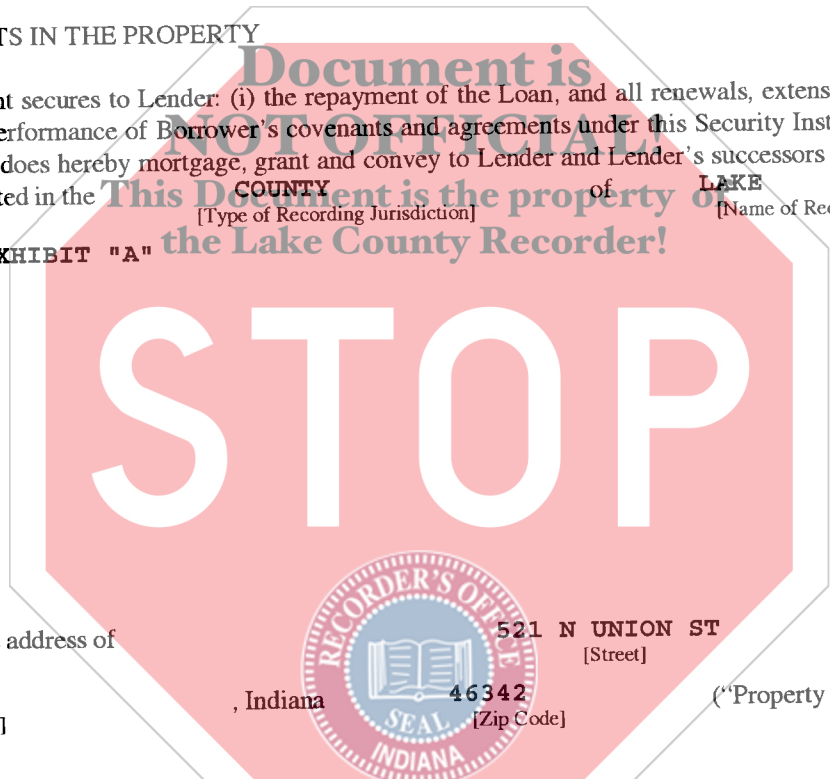 TS IN THE PROPERTY
Document is
nt secures to Lender: (i) the repayment of the Loan, and all renewals, extens
erformance of Borrower's covenants and agreements under this Security Inst
NOT OFFICIAL!
does hereby mortgage, grant and convey to Lender and Lender's successors
ted in the COUNTY of LAKE
This Document is the property of
[Type of Recording Jurisdiction] [Name of Rec
the Lake County Recorder!
XHIBIT "A"
STOP
RECORDER'S OFFICE
address of 521 N UNION ST
[Street]
, Indiana 46342 ("Property
] [Zip Code]
SEAL
INDIANA